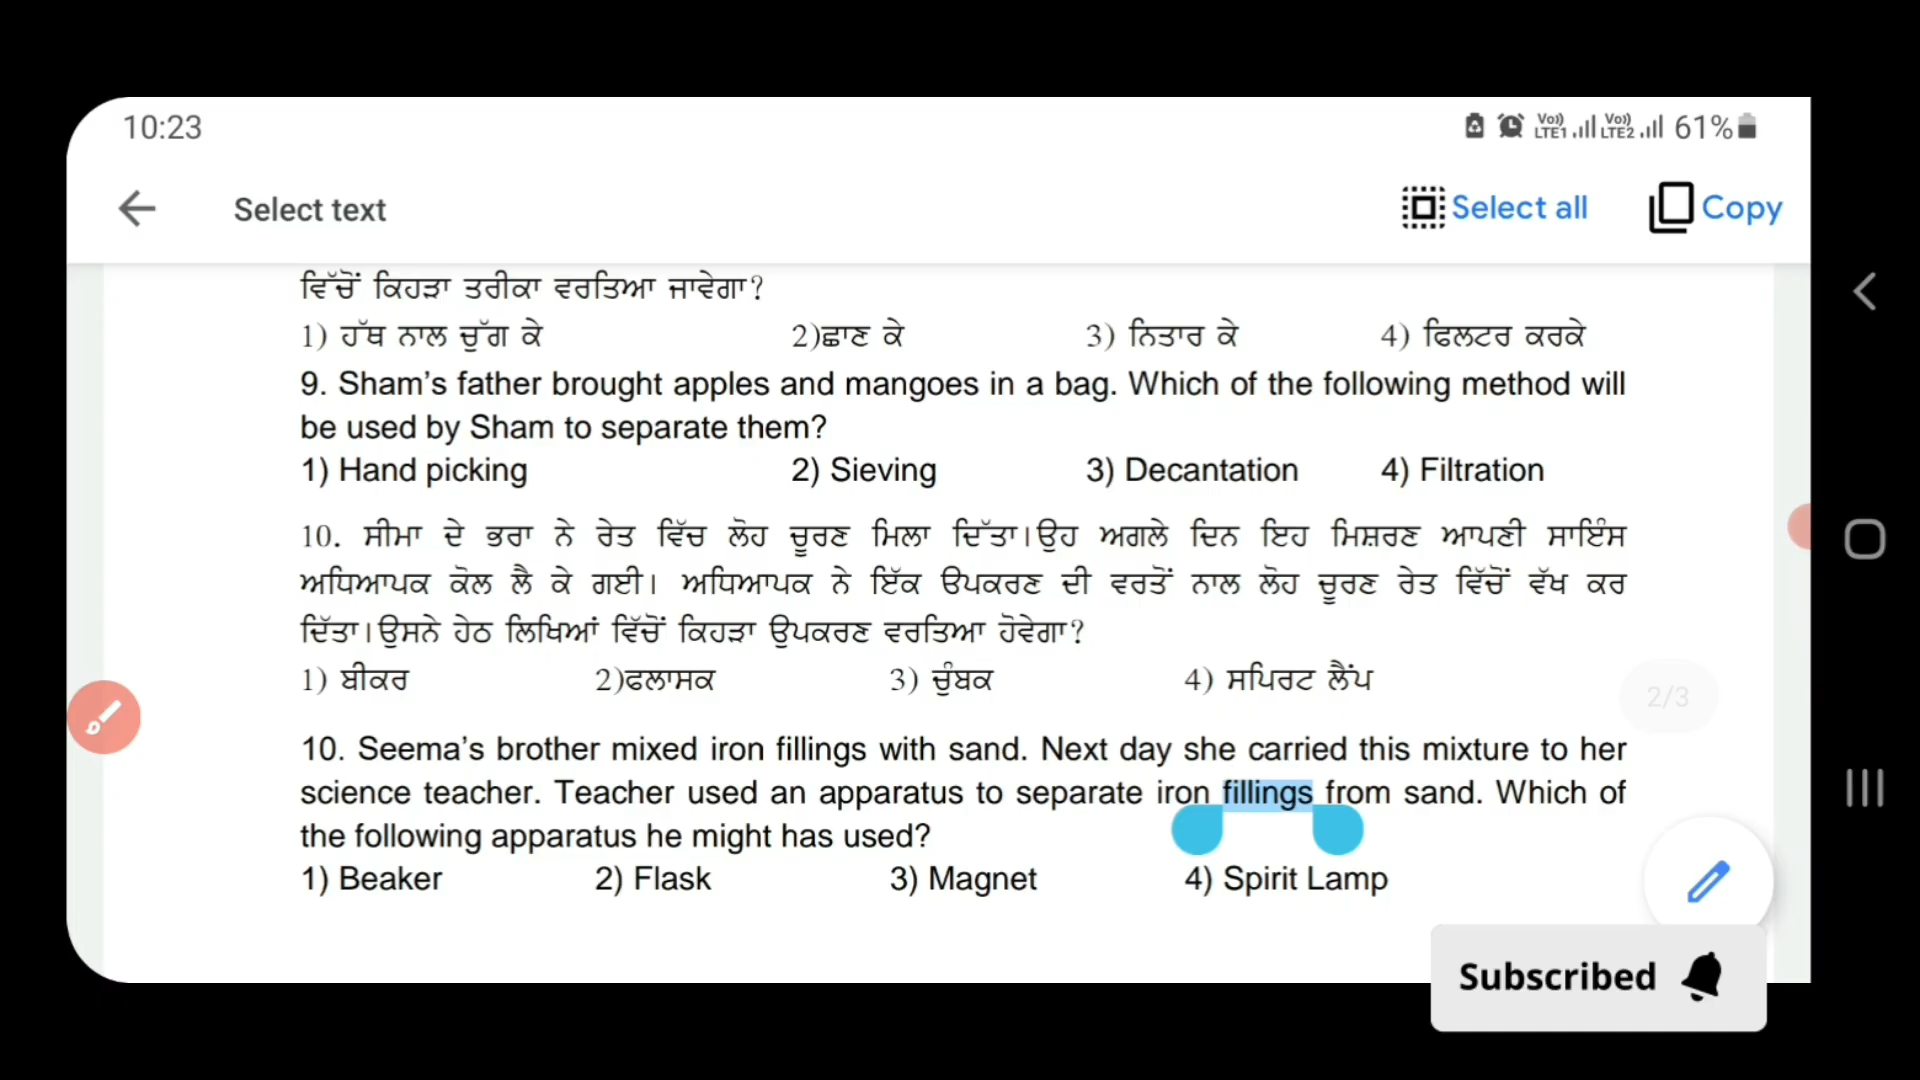 10:23
Vo) LTE1 Vo) LTE2 61%
Select text
Select all
Copy
ਵਿੱਚੋਂ ਕਿਹੜਾ ਤਰੀਕਾ ਵਰਤਿਆ ਜਾਵੇਗਾ?
1) ਹੱਥ ਨਾਲ ਚੁੱਗ ਕੇ 2)ਛਾਣ ਕੇ 3) ਨਿਤਾਰ ਕੇ 4) ਫਿਲਟਰ ਕਰਕੇ
9. Sham’s father brought apples and mangoes in a bag. Which of the following method will
be used by Sham to separate them?
1) Hand picking 2) Sieving 3) Decantation 4) Filtration
10. ਸੀਮਾ ਦੇ ਭਰਾ ਨੇ ਰੇਤ ਵਿੱਚ ਲੋਹ ਚੂਰਣ ਮਿਲਾ ਦਿੱਤਾ।ਉਹ ਅਗਲੇ ਦਿਨ ਇਹ ਮਿਸ਼ਰਣ ਆਪਣੀ ਸਾਇੰਸ
ਅਧਿਆਪਕ ਕੋਲ ਲੈ ਕੇ ਗਈ। ਅਧਿਆਪਕ ਨੇ ਇੱਕ ੳਪਕਰਣ ਦੀ ਵਰਤੋਂ ਨਾਲ ਲੋਹ ਚੂਰਣ ਰੇਤ ਵਿੱਚੋਂ ਵੱਖ ਕਰ
ਦਿੱਤਾ।ਉਸਨੇ ਹੇਠ ਲਿਖਿਆਂ ਵਿੱਚੋਂ ਕਿਹੜਾ ਉਪਕਰਣ ਵਰਤਿਆ ਹੋਵੇਗਾ?
1) ਬੀਕਰ 2)ਫਲਾਸਕ 3) ਚੁੰਬਕ 4) ਸਪਿਰਟ ਲੈਂਪ
2/3
10. Seema’s brother mixed iron fillings with sand. Next day she carried this mixture to her
science teacher. Teacher used an apparatus to separate iron fillings from sand. Which of
the following apparatus he might has used?
1) Beaker 2) Flask 3) Magnet 4) Spirit Lamp
Subscribed